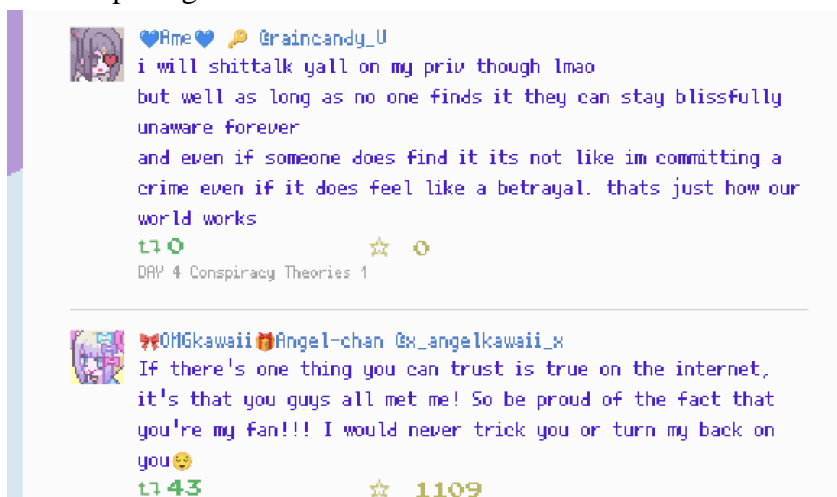 💙Ame💙 🔑 @raincandy_U
i will shittalk yall on my priv though lmao
but well as long as no one finds it they can stay blissfully
unaware forever
and even if someone does find it its not like im committing a
crime even if it does feel like a betrayal. thats just how our
world works
0 0
DAY 4 Conspiracy Theories 1
🎀OMGkawaii🎁Angel-chan @x_angelkawaii_x
If there's one thing you can trust is true on the internet,
it's that you guys all met me! So be proud of the fact that
you're my fan!!! I would never trick you or turn my back on
you😌
43 1109